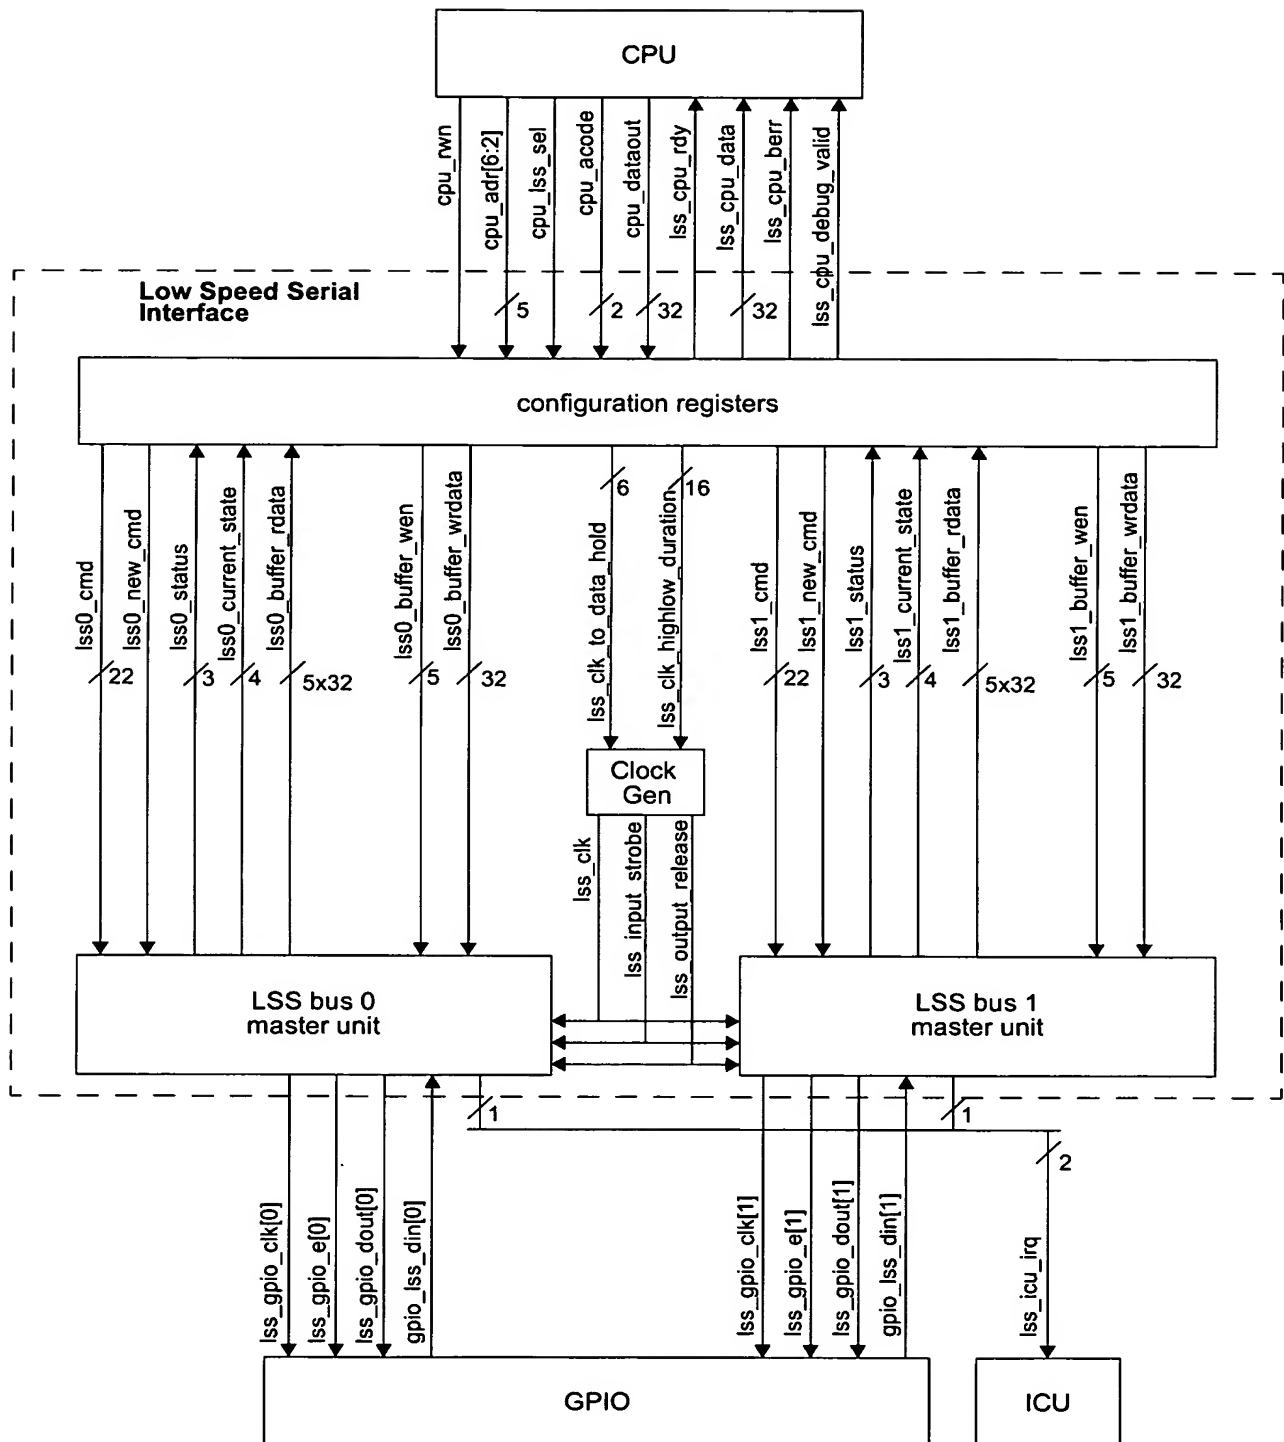 CPU
cpu_rwn
cpu_adr[6:2]
cpu_lss_sel
cpu_acode
cpu_dataout
lss_cpu_rdy
lss_cpu_data
lss_cpu_berr
lss_cpu_debug_valid
Low Speed Serial
Interface
5
2
32
32
configuration registers
lss0_cmd
lss0_new_cmd
lss0_status
lss0_current_state
lss0_buffer_rdata
lss0_buffer_wen
lss0_buffer_wrdata
lss_clk_to_data_hold
lss_clk_highlow_duration
lss1_cmd
lss1_new_cmd
lss1_status
lss1_current_state
lss1_buffer_rdata
lss1_buffer_wen
lss1_buffer_wrdata
6
16
22
3
4
5x32
5
32
22
3
4
5x32
5
32
Clock
Gen
lss_clk
lss_input_strobe
lss_output_release
LSS bus 0
master unit
LSS bus 1
master unit
1
1
2
lss_gpio_clk[0]
lss_gpio_e[0]
lss_gpio_dout[0]
gpio_lss_din[0]
lss_gpio_clk[1]
lss_gpio_e[1]
lss_gpio_dout[1]
gpio_lss_din[1]
lss_icu_irq
GPIO
ICU